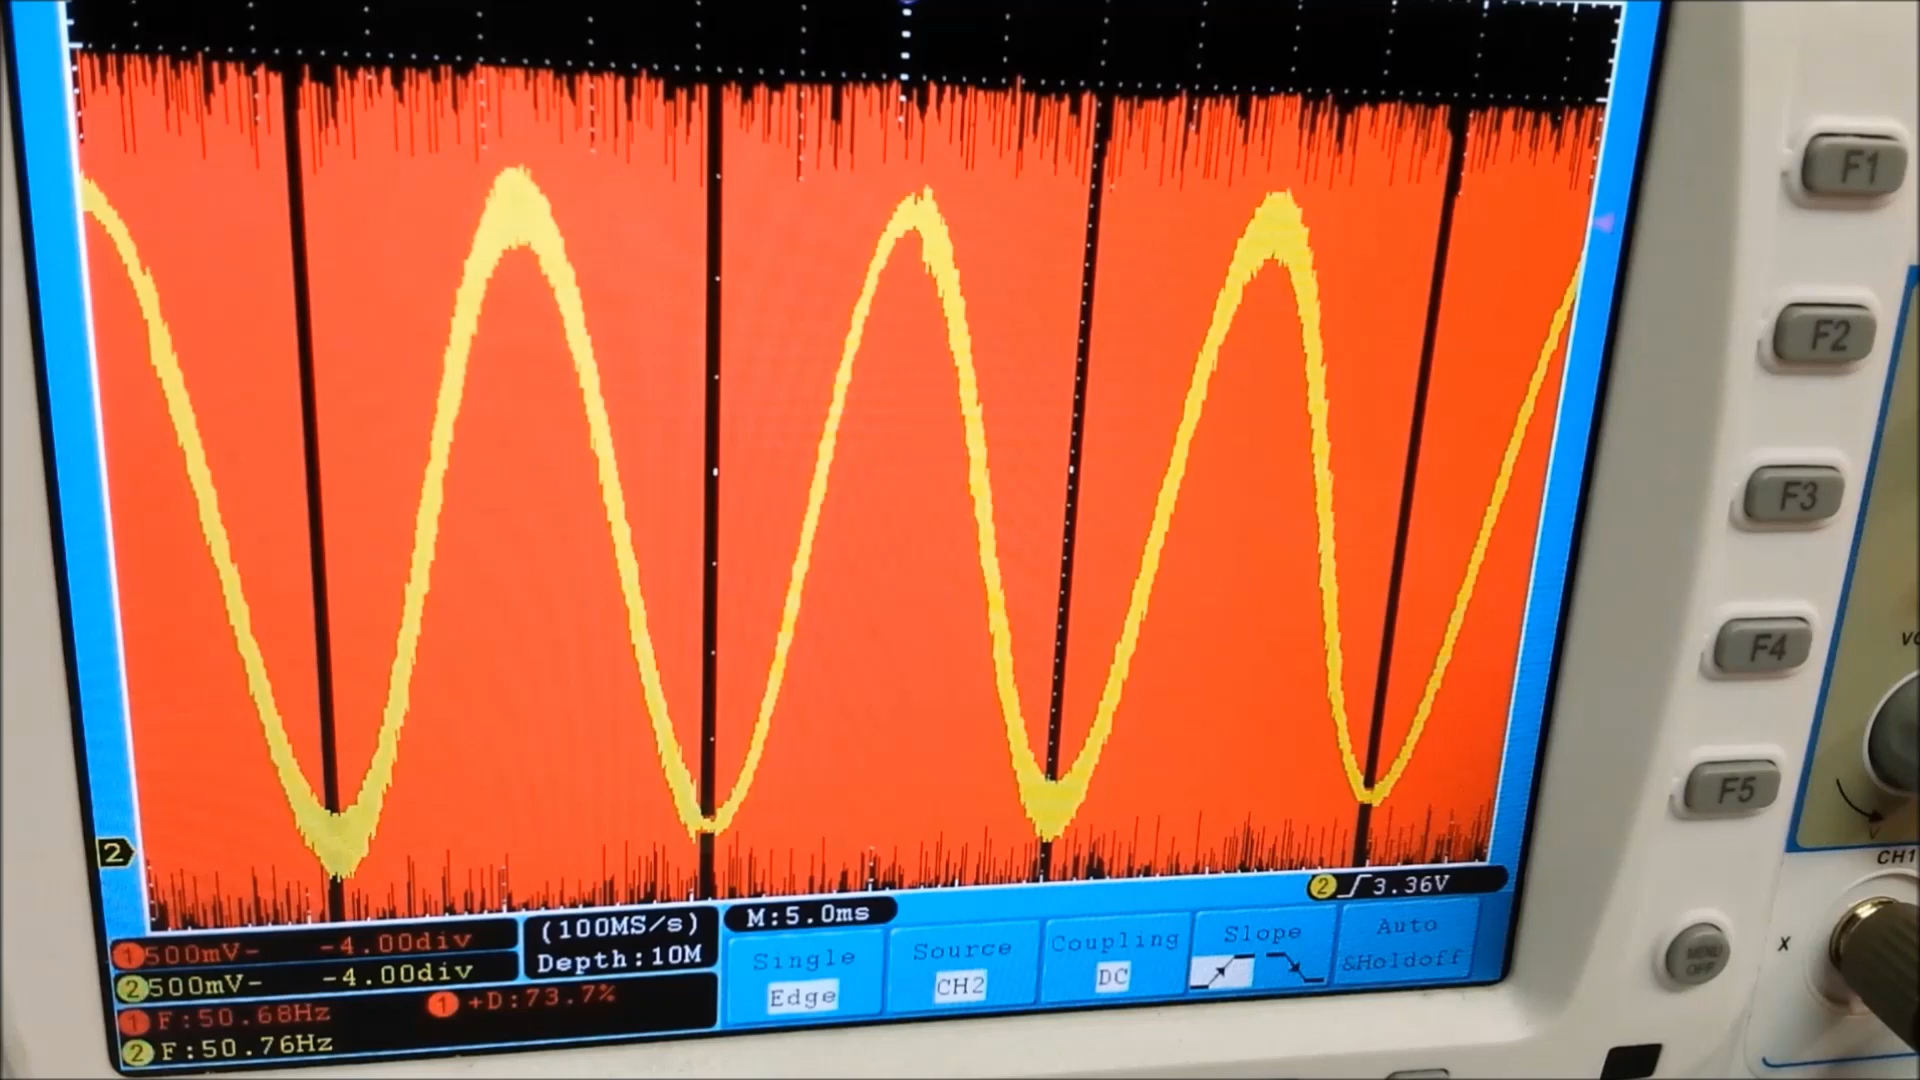 F1
F2
F3
F4
F5
2
2 3.36V
1 500mV- -4.00div
2 500mV- -4.00div
(100MS/s)
Depth:10M
M:5.0ms
Single
Edge
Source
CH2
Coupling
DC
Slope
Auto
&Holdoff
1 F:50.68Hz
1 +D:73.7%
2 F:50.76Hz
MENU
OFF
CH1
X